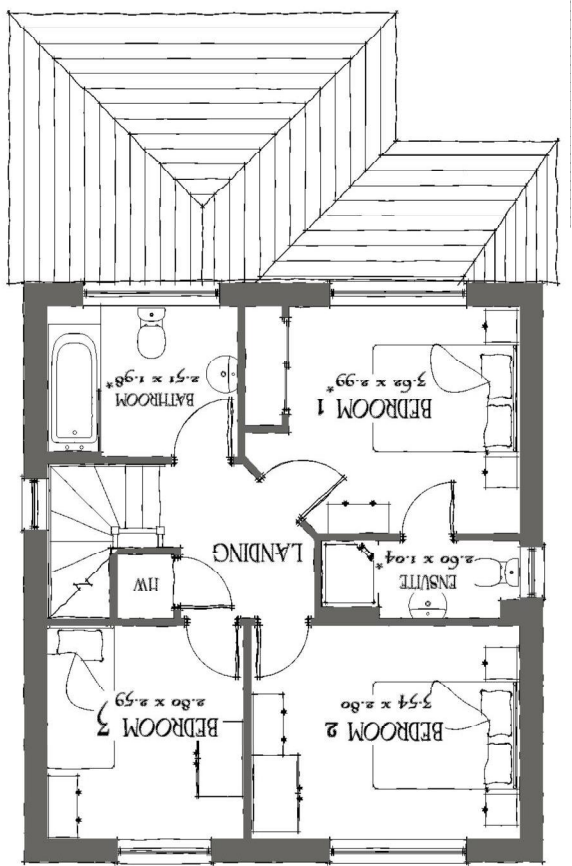 BEDROOM 2
3.54 x 2.80
BEDROOM 3
2.80 x 2.59
ENSUITE
2.60 x 1.04*
HW
LANDING
BEDROOM 1
3.62 x 2.99*
BATHROOM
2.51 x 1.98*